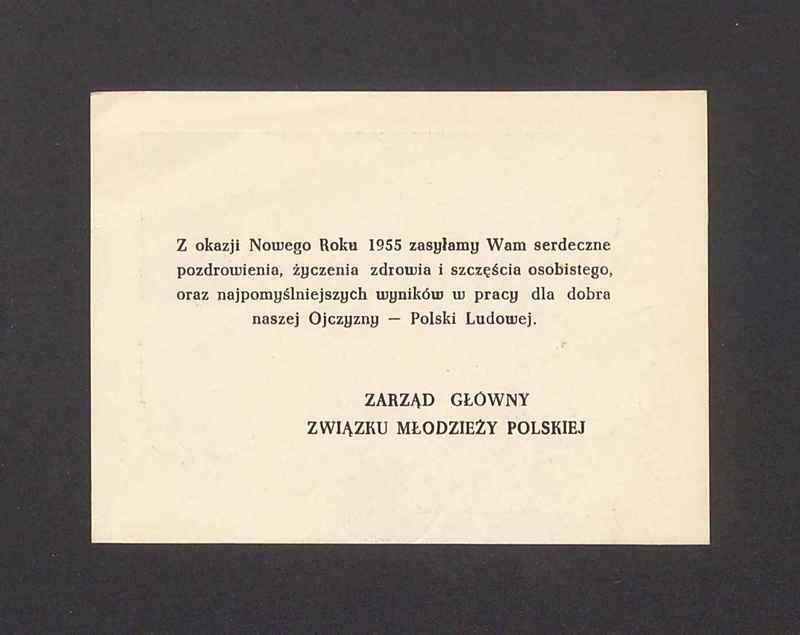 Z okazji Nowego Roku 1955 zasyłamy Wam serdeczne
pozdrowienia, życzenia zdrowia i szczęścia osobistego,
oraz najpomyślniejszych wyników w pracy dla dobra
naszej Ojczyzny — Polski Ludowej.
ZARZĄD GŁÓWNY
ZWIĄZKU MŁODZIEŻY POLSKIEJ